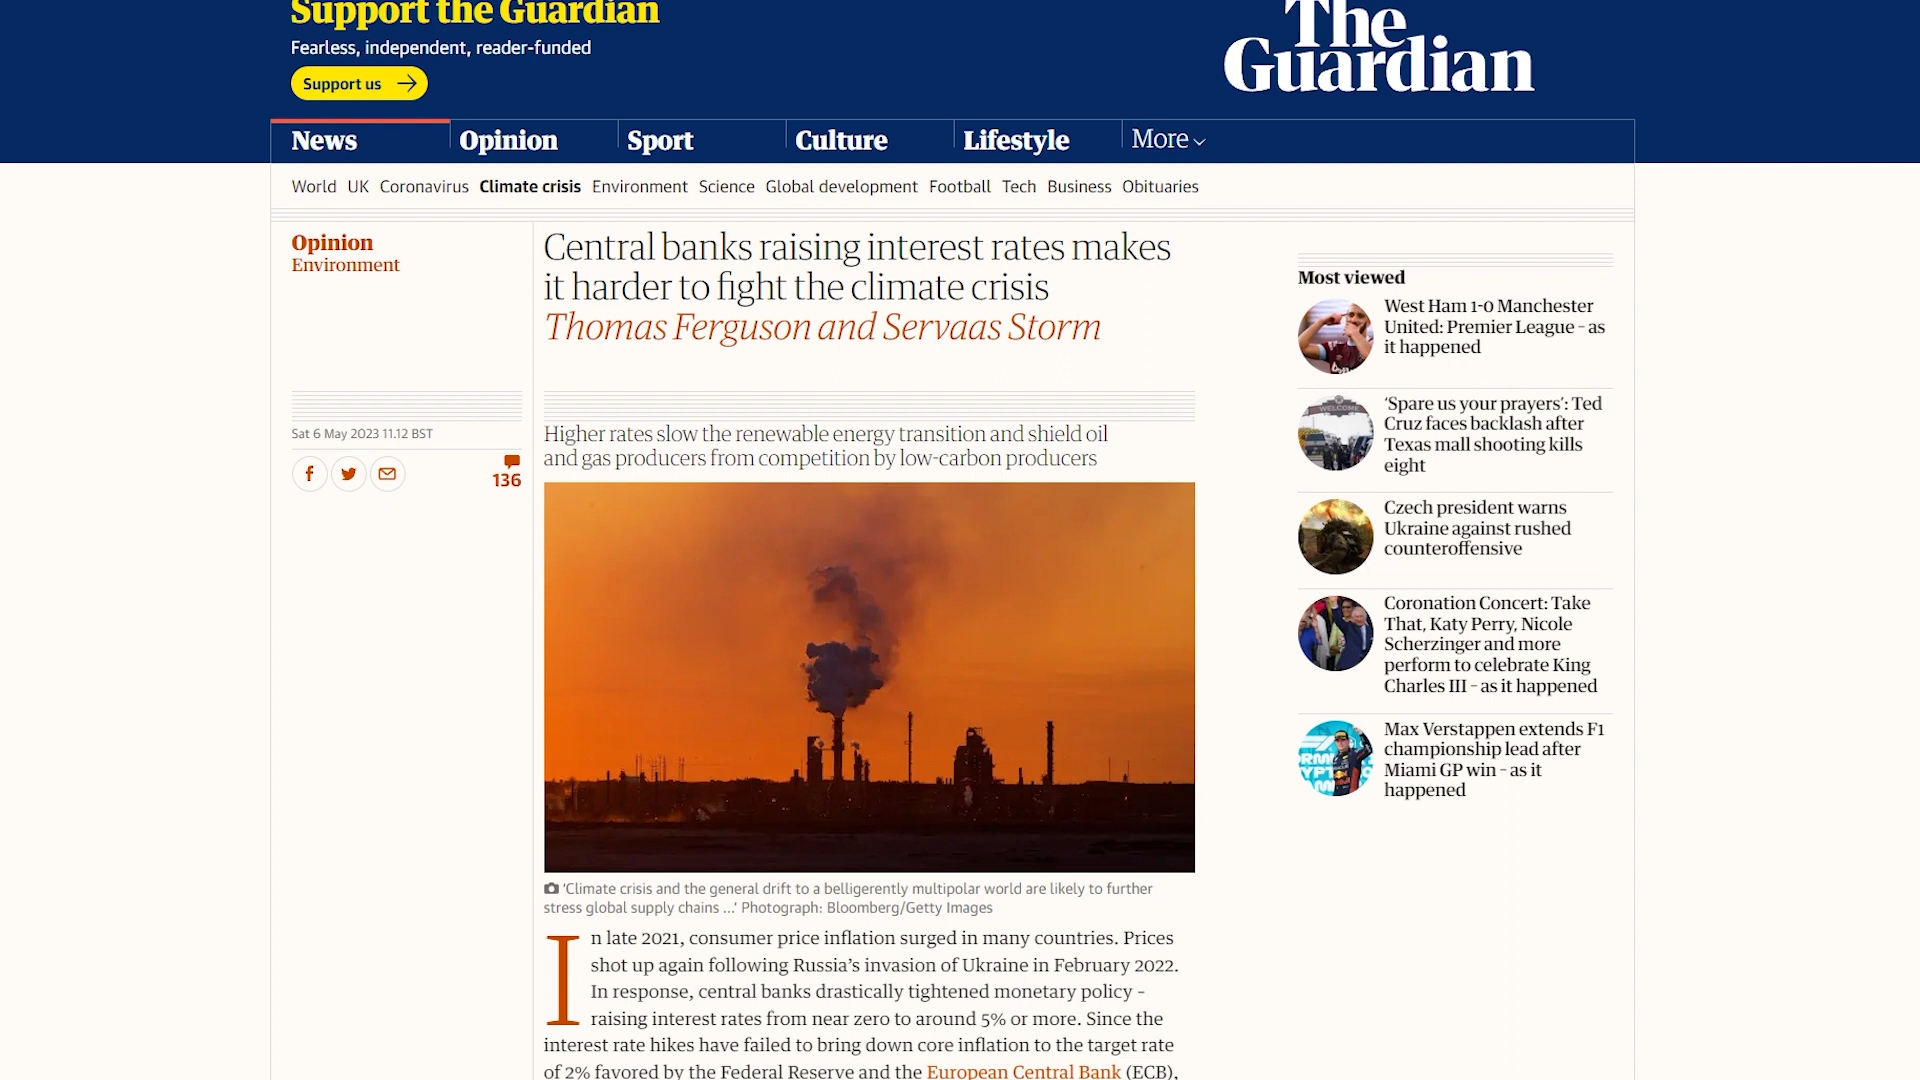 Support the Guardian
Fearless, independent, reader-funded
Support us
The
Guardian
News
Opinion
Sport
Culture
Lifestyle
More
World UK Coronavirus Climate crisis Environment Science Global development Football Tech Business Obituaries
Opinion
Environment
Central banks raising interest rates makes
it harder to fight the climate crisis
Thomas Ferguson and Servaas Storm
Sat 6 May 2023 11.12 BST
136
Higher rates slow the renewable energy transition and shield oil
and gas producers from competition by low-carbon producers
'Climate crisis and the general drift to a belligerently multipolar world are likely to further
stress global supply chains ...' Photograph: Bloomberg/Getty Images
In late 2021, consumer price inflation surged in many countries. Prices
shot up again following Russia's invasion of Ukraine in February 2022.
In response, central banks drastically tightened monetary policy –
raising interest rates from near zero to around 5% or more. Since the
interest rate hikes have failed to bring down core inflation to the target rate
of 2% favored by the Federal Reserve and the European Central Bank (ECB),
Most viewed
West Ham 1-0 Manchester
United: Premier League – as
it happened
WELCOME
'Spare us your prayers': Ted
Cruz faces backlash after
Texas mall shooting kills
eight
Czech president warns
Ukraine against rushed
counteroffensive
Coronation Concert: Take
That, Katy Perry, Nicole
Scherzinger and more
perform to celebrate King
Charles III – as it happened
Max Verstappen extends F1
championship lead after
Miami GP win – as it
happened